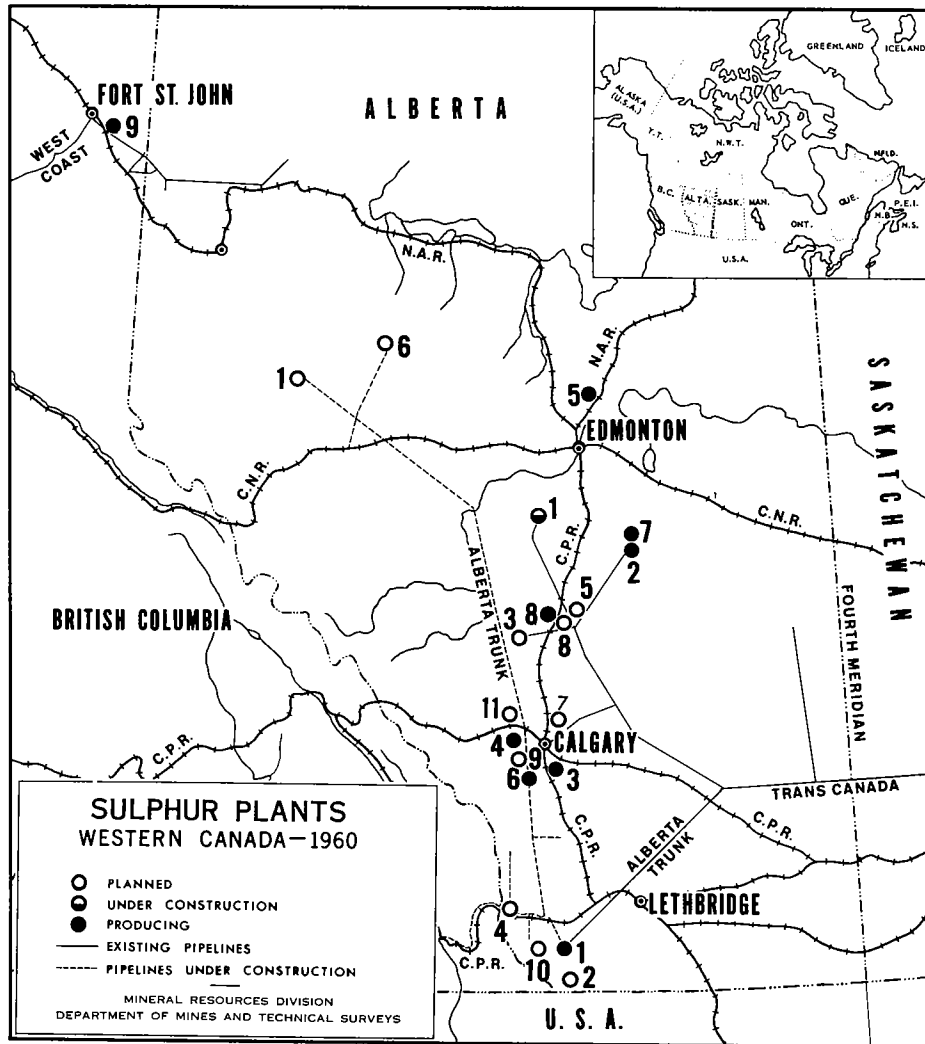 GREENLAND
ICELAND
ALASKA
(U.S.A.)
Y.T.
N.W.T.
NFLD.
B.C.
ALTA.
SASK.
MAN.
ONT.
QUE.
P.E.I.
N.B.
N.S.
U.S.A.
FORT ST. JOHN
9
ALBERTA
WEST
COAST
N.A.R.
6
1
N.A.R.
5
EDMONTON
SASKATCHEWAN
C.N.R.
C.N.R.
1
C.P.R.
7
2
ALBERTA TRUNK
5
3
8
8
BRITISH COLUMBIA
FOURTH MERIDIAN
11
7
4
CALGARY
9
6
3
C.P.R.
TRANS CANADA
C.P.R.
C.P.R.
ALBERTA
TRUNK
LETHBRIDGE
4
C.P.R.
10
1
2
U.S.A.
SULPHUR PLANTS
WESTERN CANADA—1960
PLANNED
UNDER CONSTRUCTION
PRODUCING
EXISTING PIPELINES
PIPELINES UNDER CONSTRUCTION
MINERAL RESOURCES DIVISION
DEPARTMENT OF MINES AND TECHNICAL SURVEYS